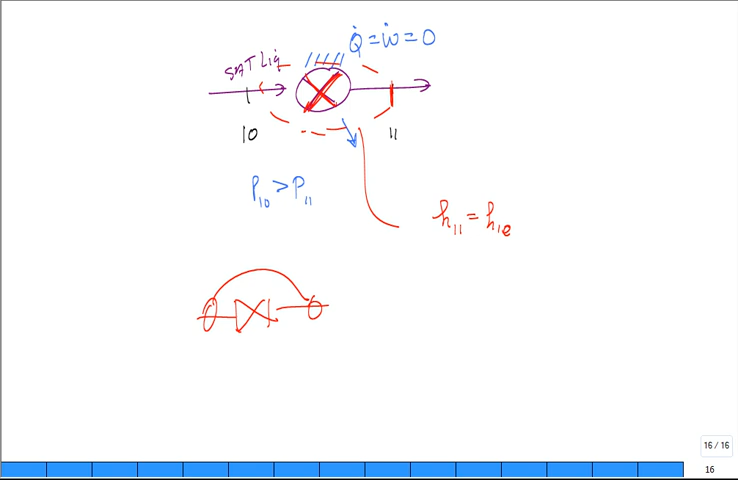 Q̇ = ẇ = 0
SAT Liq
10
11
P₁₀ > P₁₁
h₁₁ = h₁₀
16 / 16
16